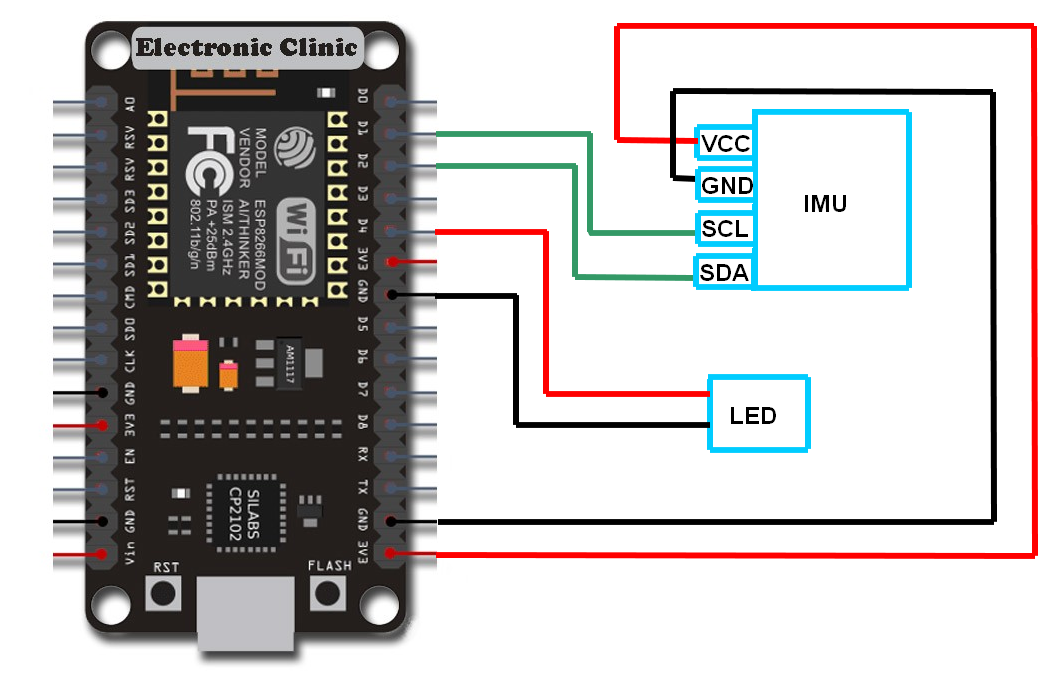 Electronic Clinic
A0
RSV
RSV
SD3
SD2
SD1
CMD
SD0
CLK
GND
3V3
EN
RST
GND
Vin
D0
D1
D2
D3
D4
3V3
GND
D5
D6
D7
D8
RX
TX
GND
3V3
FC
MODEL
VENDOR
ESP8266MOD
AI/THINKER
ISM 2.4GHz
PA +25dBm
802.11b/g/n
Wi Fi
AM1117
SILABS
CP2102
RST
FLASH
VCC
GND
SCL
SDA
IMU
LED